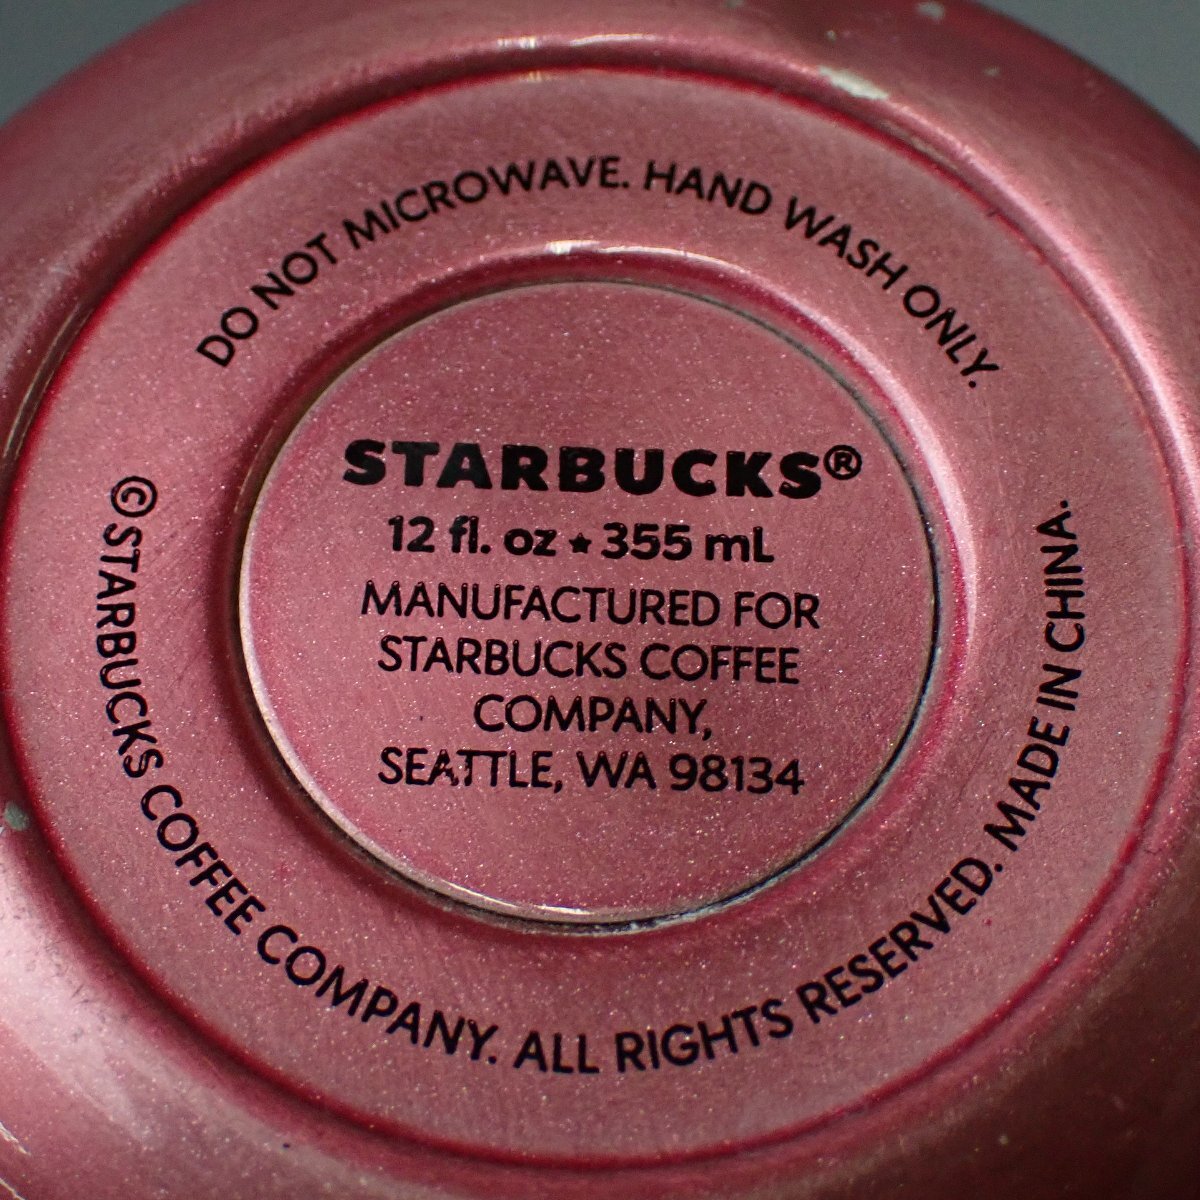 DO NOT MICROWAVE. HAND WASH ONLY.
STARBUCKS®
12 fl. oz ★ 355 mL
MANUFACTURED FOR
STARBUCKS COFFEE
COMPANY,
SEATTLE, WA 98134
© STARBUCKS COFFEE COMPANY. ALL RIGHTS RESERVED. MADE IN CHINA.